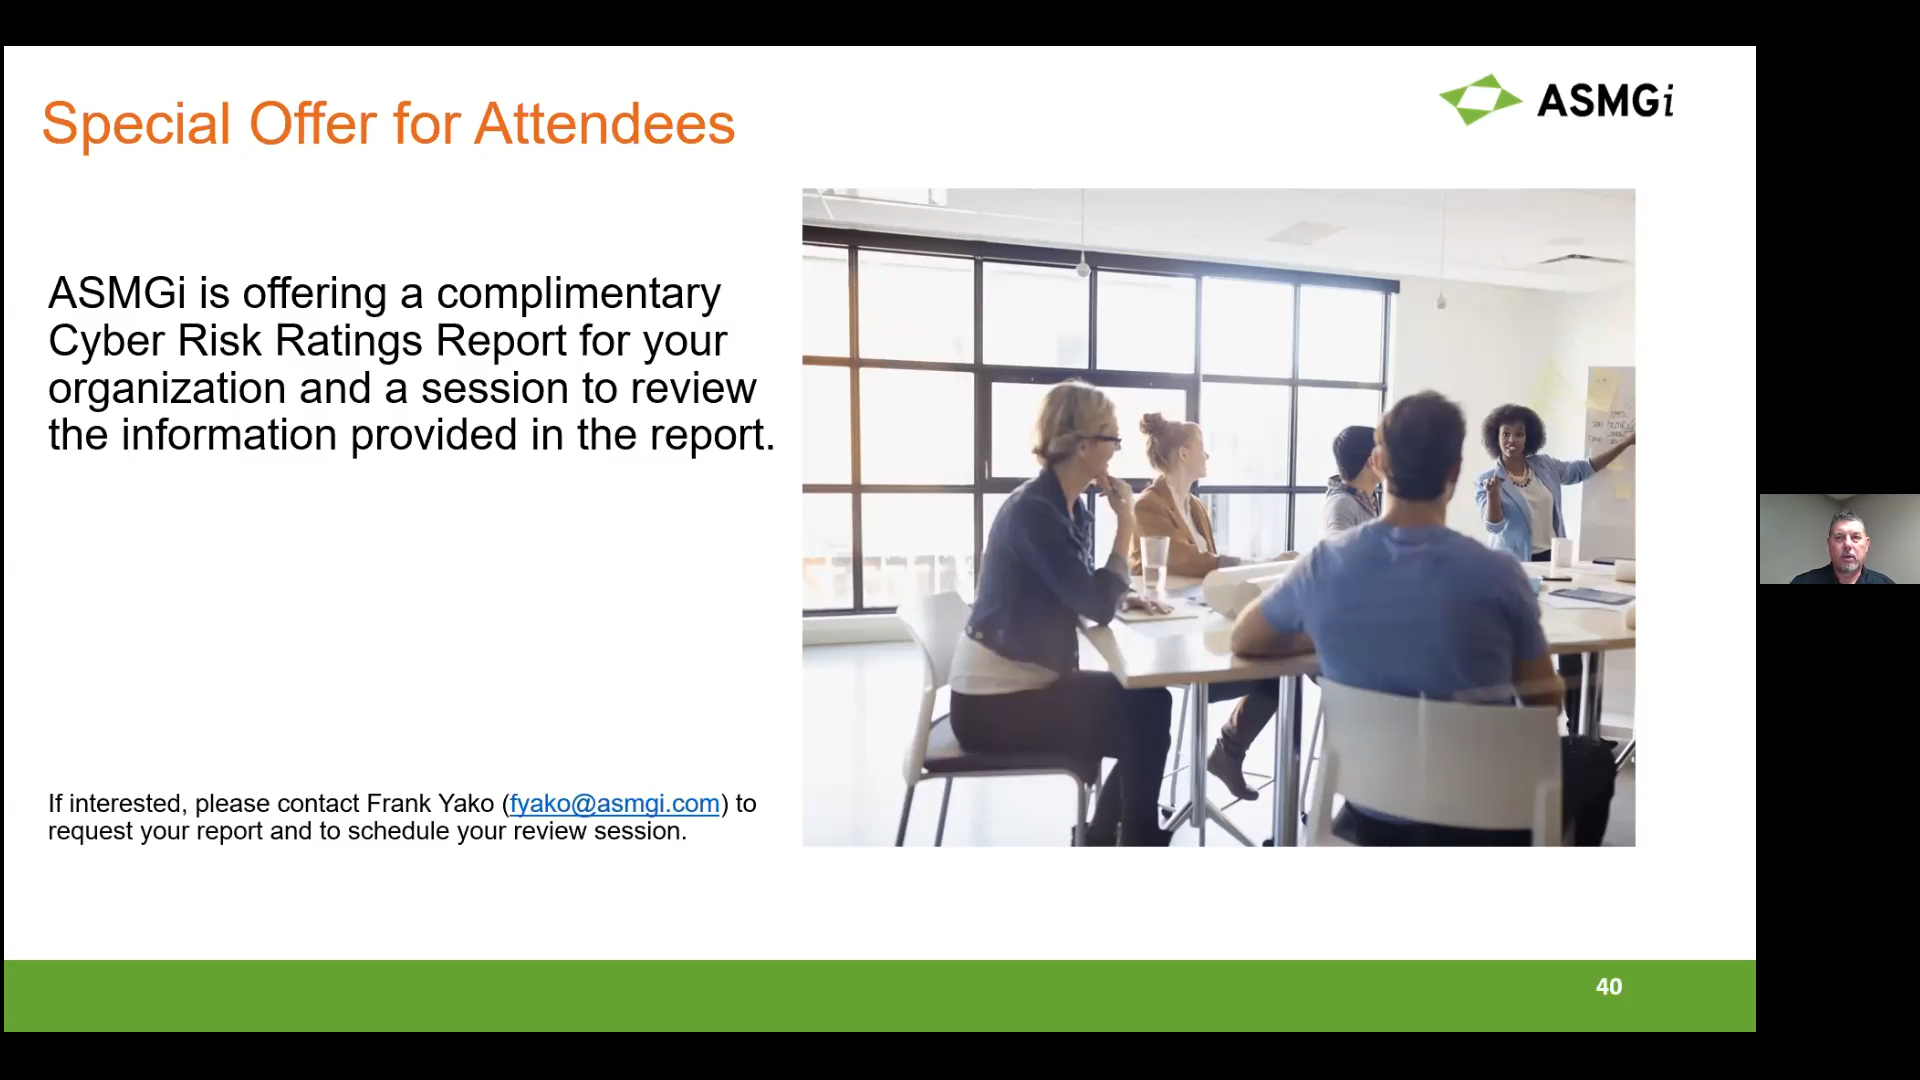 Special Offer for Attendees
ASMGi
ASMGi is offering a complimentary
Cyber Risk Ratings Report for your
organization and a session to review
the information provided in the report.
If interested, please contact Frank Yako (fyako@asmgi.com) to
request your report and to schedule your review session.
40